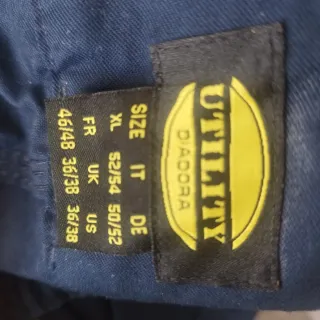 UTILITY
DIADORA
SIZE IT DE
XL 52/54 50/52
FR UK US
46/48 36/38 36/38